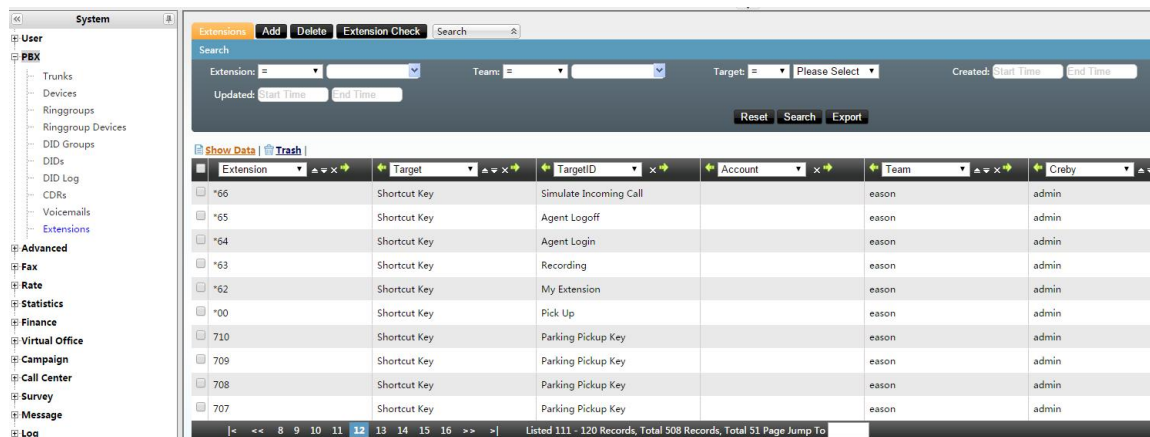 System
User
PBX
Trunks
Devices
Ringgroups
Ringgroup Devices
DID Groups
DIDs
DID Log
CDRs
Voicemails
Extensions
Advanced
Fax
Rate
Statistics
Finance
Virtual Office
Campaign
Call Center
Survey
Message
Log
Extensions Add Delete Extension Check Search
Search
Extension: = Team: = Target: = Please Select Created: Start Time End Time
Updated: Start Time End Time
Reset Search Export
Show Data | Trash |
Extension Target TargetID Account Team Creby
*66 Shortcut Key Simulate Incoming Call eason admin
*65 Shortcut Key Agent Logoff eason admin
*64 Shortcut Key Agent Login eason admin
*63 Shortcut Key Recording eason admin
*62 Shortcut Key My Extension eason admin
*00 Shortcut Key Pick Up eason admin
710 Shortcut Key Parking Pickup Key eason admin
709 Shortcut Key Parking Pickup Key eason admin
708 Shortcut Key Parking Pickup Key eason admin
707 Shortcut Key Parking Pickup Key eason admin
|< << 8 9 10 11 12 13 14 15 16 >> >| Listed 111 - 120 Records, Total 508 Records, Total 51 Page Jump To